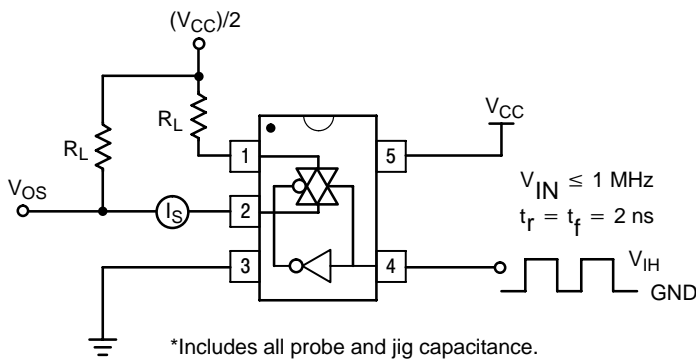 (VCC)/2
RL
RL
VCC
1
5
VOS
IS
2
VIN ≤ 1 MHz
tr = tf = 2 ns
3
4
VIH
GND
*Includes all probe and jig capacitance.